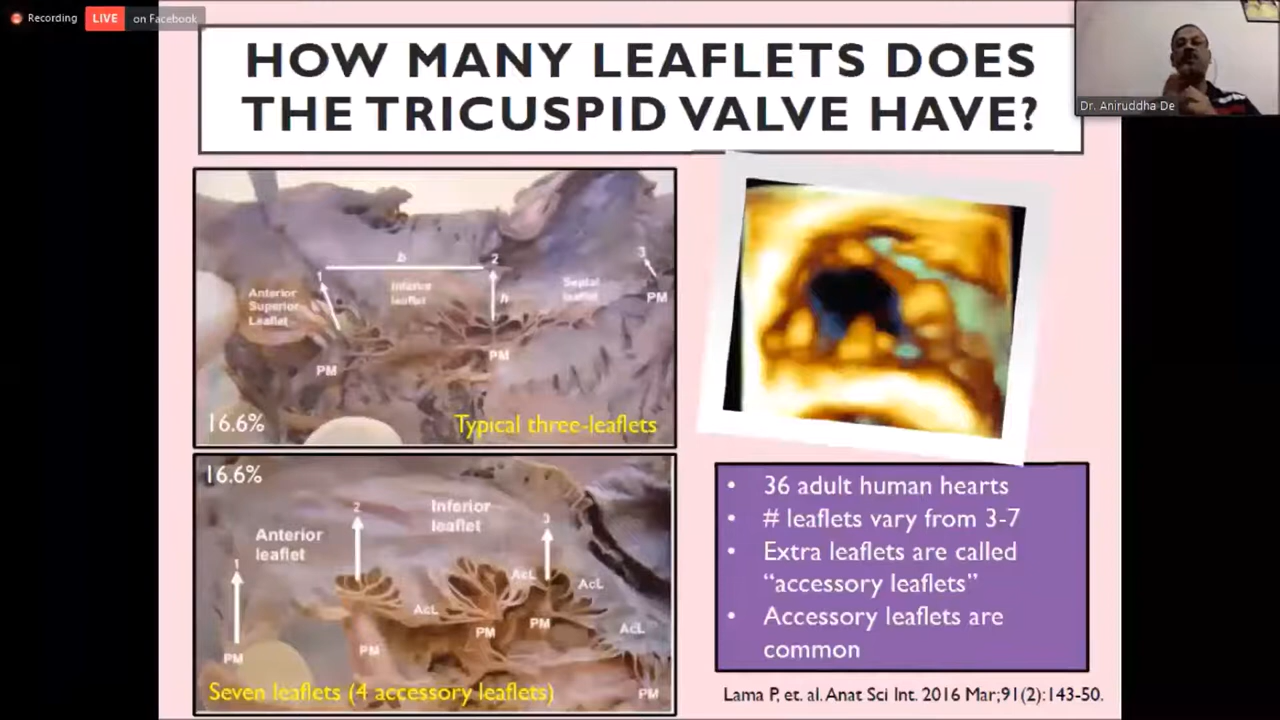 Recording LIVE on Facebook
HOW MANY LEAFLETS DOES
THE TRICUSPID VALVE HAVE?
Dr. Aniruddha De
b
1
2
3
h
Anterior
Superior
Leaflet
Inferior
leaflet
Septal
leaflet
PM
PM
PM
16.6%
Typical three-leaflets
16.6%
Anterior
leaflet
Inferior
leaflet
1
2
3
AcL
AcL
AcL
PM
PM
PM
PM
PM
Seven leaflets (4 accessory leaflets)
• 36 adult human hearts
• # leaflets vary from 3-7
• Extra leaflets are called
“accessory leaflets”
• Accessory leaflets are
common
Lama P, et. al. Anat Sci Int. 2016 Mar;91(2):143-50.